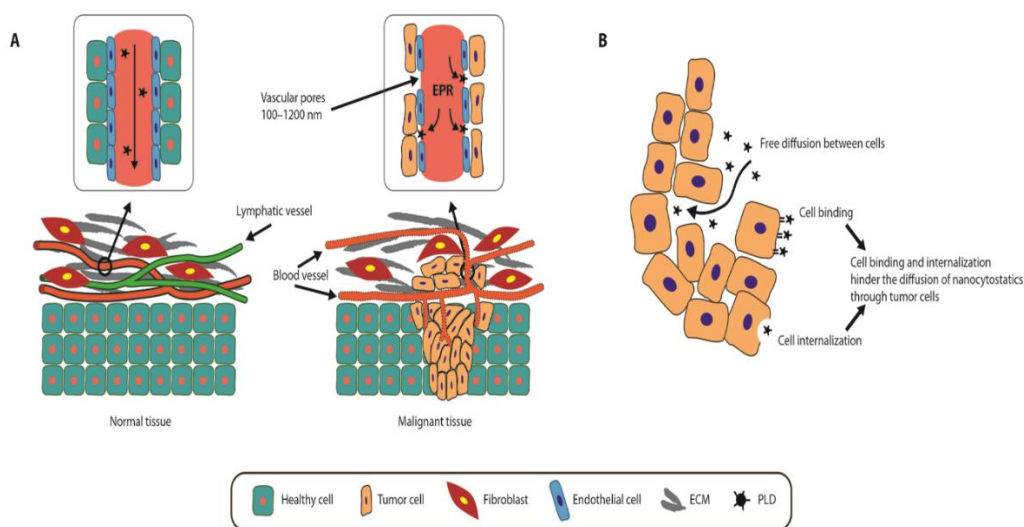 A
B
Vascular pores
100–1200 nm
EPR
Free diffusion between cells
Lymphatic vessel
Cell binding
Blood vessel
Cell binding and internalization
hinder the diffusion of nanocytostatics
through tumor cells
Cell internalization
Normal tissue
Malignant tissue
Healthy cell
Tumor cell
Fibroblast
Endothelial cell
ECM
PLD